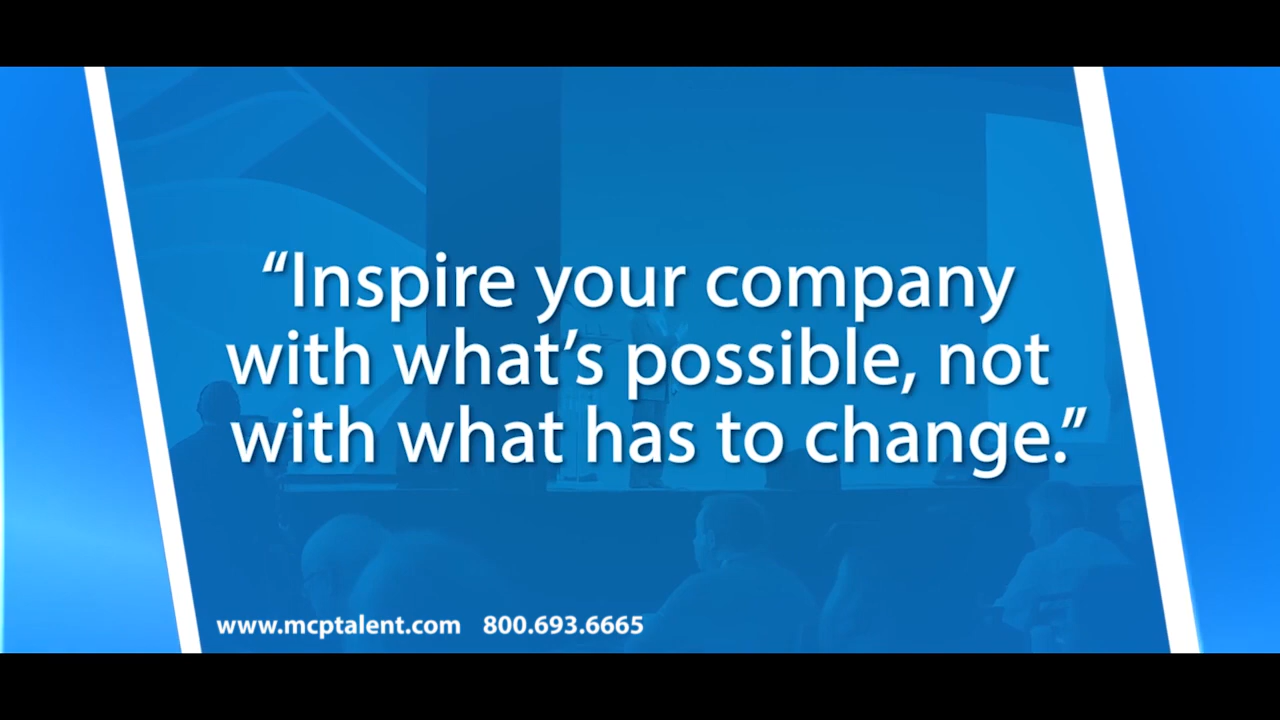 “Inspire your company
with what’s possible, not
with what has to change.”
www.mcptalent.com 800.693.6665